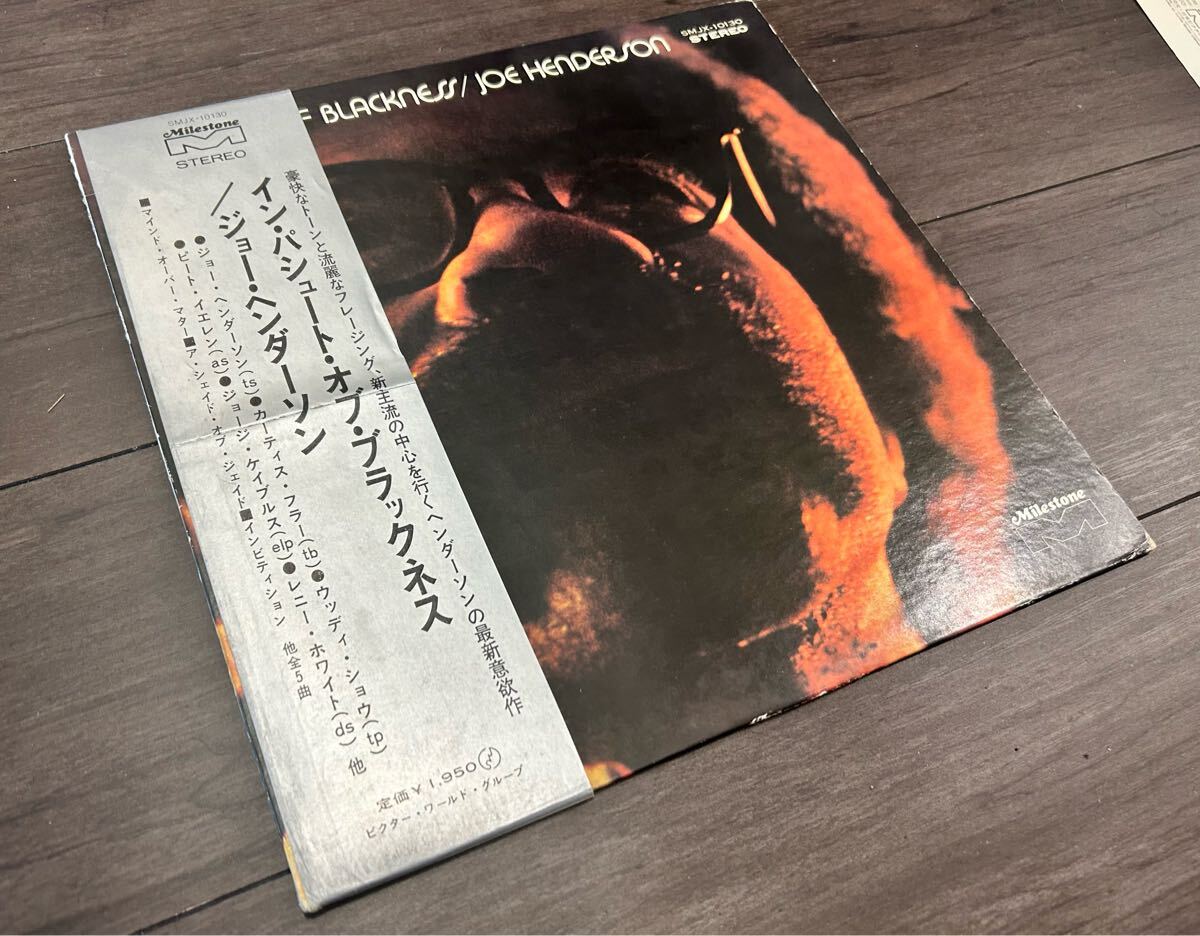 F BLACKNESS / JOE HENDERSON
SMJX-10130
STEREO
SMJX-10130
Milestone
STEREO
豪快なトーンと流麗なフレージング、新主流の中心を行くヘンダーソンの最新意欲作
イン・パシュート・オブ・ブラックネス
／ジョー・ヘンダーソン
●ジョー・ヘンダーソン(ts)●カーティス・フラー(tb)●ウッディ・ショウ(tp)
●ピート・イエレン(as)●ジョージ・ケイブルス(elp)●レニー・ホワイト(ds) 他
■マインド・オーバー・マター■ア・シェイド・オブ・ジェイド■インビティション 他全5曲
定価￥1,950
ビクター・ワールド・グループ
Milestone